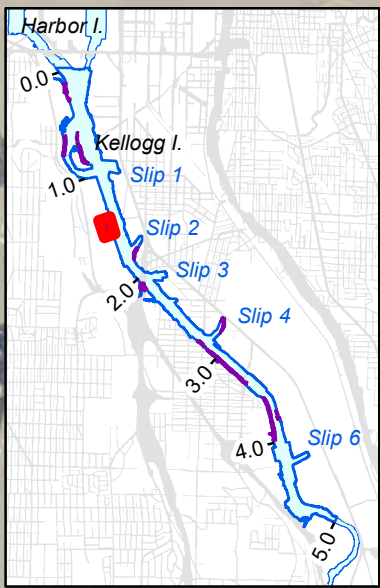 Harbor I.
0.0
Kellogg I.
1.0
Slip 1
Slip 2
Slip 3
2.0
Slip 4
3.0
4.0
Slip 6
5.0